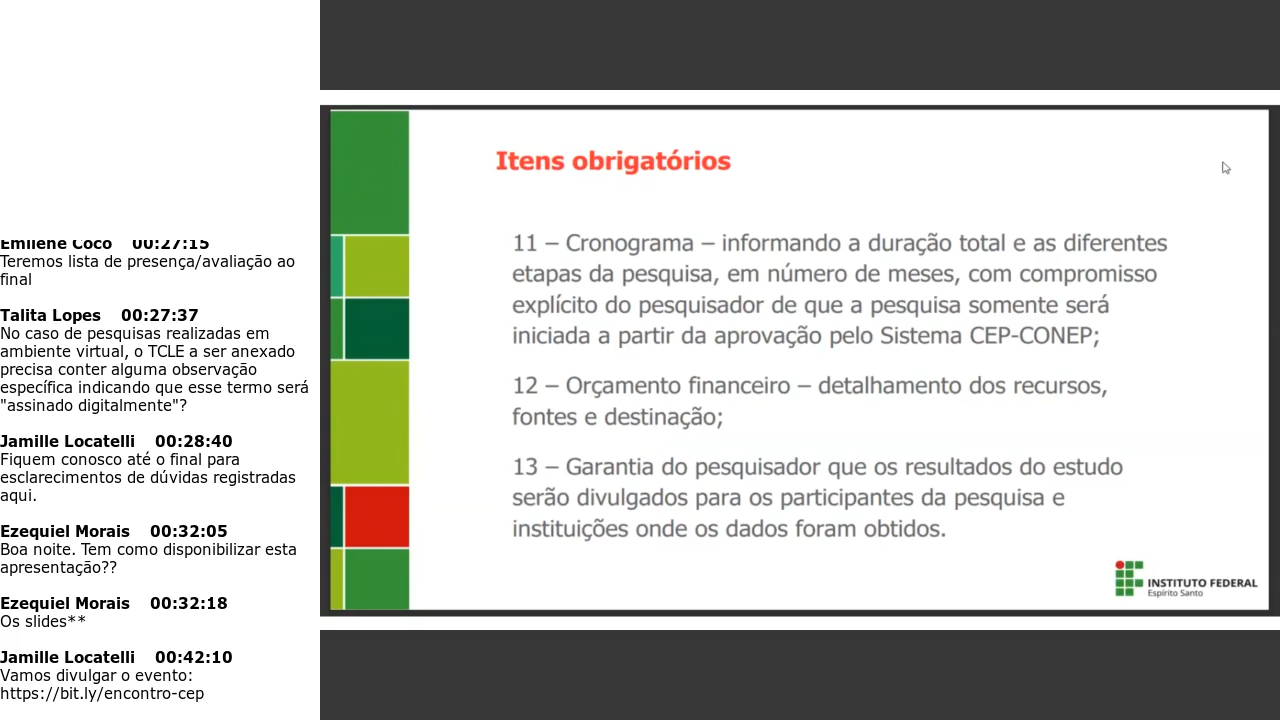 Emilene Coco 00:27:15
Teremos lista de presença/avaliação ao
final
Talita Lopes 00:27:37
No caso de pesquisas realizadas em
ambiente virtual, o TCLE a ser anexado
precisa conter alguma observação
específica indicando que esse termo será
"assinado digitalmente"?
Jamille Locatelli 00:28:40
Fiquem conosco até o final para
esclarecimentos de dúvidas registradas
aqui.
Ezequiel Morais 00:32:05
Boa noite. Tem como disponibilizar esta
apresentação??
Ezequiel Morais 00:32:18
Os slides**
Jamille Locatelli 00:42:10
Vamos divulgar o evento:
https://bit.ly/encontro-cep
Itens obrigatórios
11 – Cronograma – informando a duração total e as diferentes
etapas da pesquisa, em número de meses, com compromisso
explícito do pesquisador de que a pesquisa somente será
iniciada a partir da aprovação pelo Sistema CEP-CONEP;
12 – Orçamento financeiro – detalhamento dos recursos,
fontes e destinação;
13 – Garantia do pesquisador que os resultados do estudo
serão divulgados para os participantes da pesquisa e
instituições onde os dados foram obtidos.
INSTITUTO FEDERAL
Espírito Santo